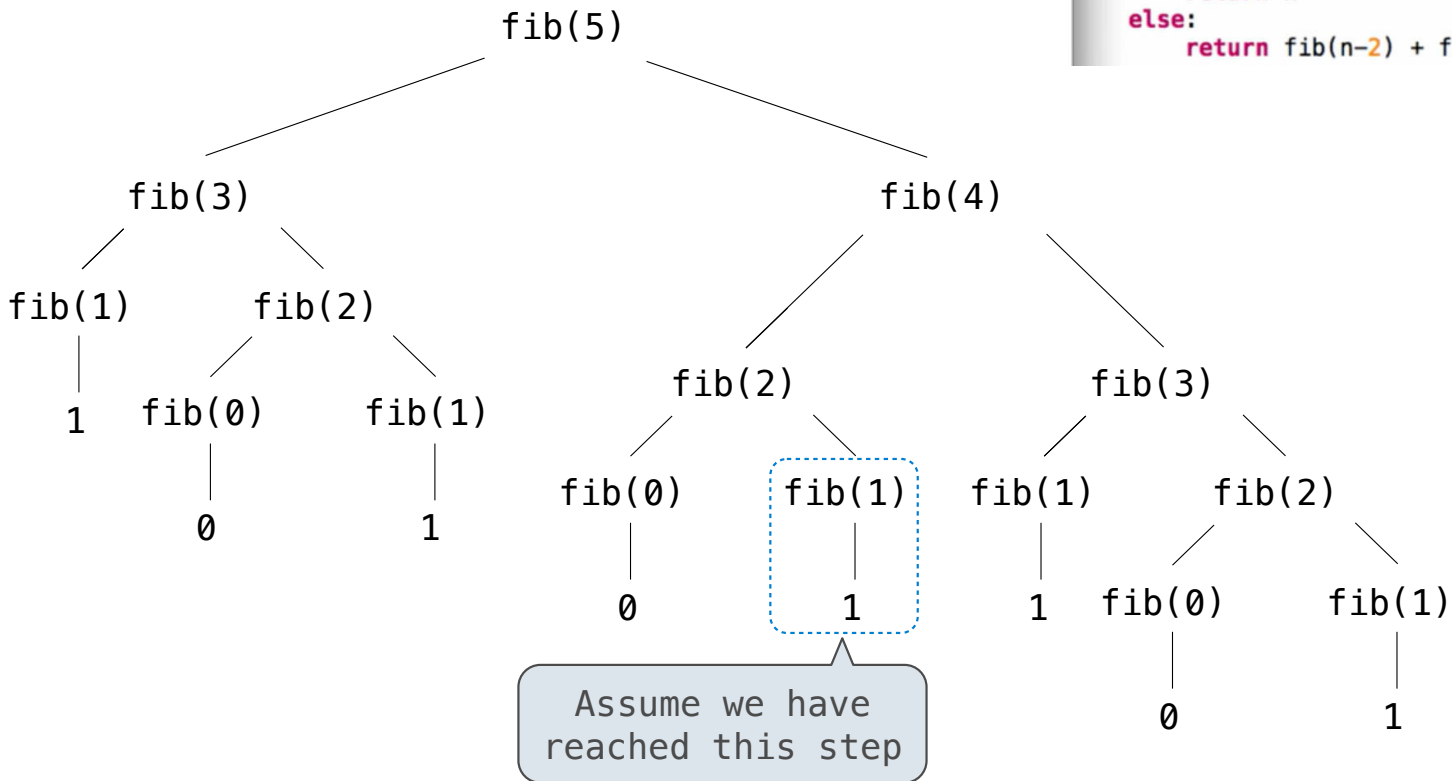 else:
return fib(n-2) + f
fib(5)
fib(3)
fib(4)
fib(1)
fib(2)
fib(2)
fib(3)
1
fib(0)
fib(1)
fib(0)
fib(1)
fib(1)
fib(2)
0
1
0
1
1
fib(0)
fib(1)
0
1
Assume we have
reached this step